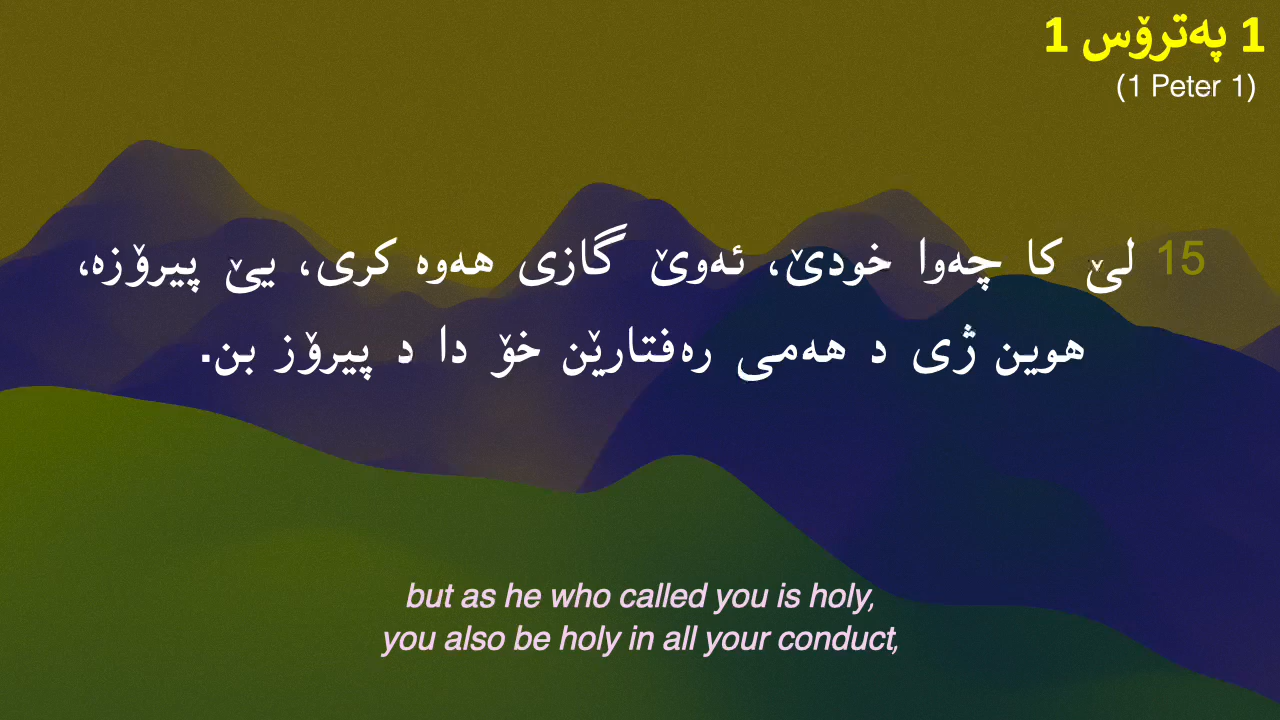 1 پەترۆس 1
(1 Peter 1)
15 لێ کا چەوا خودێ، ئەوێ گازی هەوە کری، یێ پیرۆزە،
هوین ژی د هەمی رەفتارێن خۆ دا د پیرۆز بن.
but as he who called you is holy,
you also be holy in all your conduct,